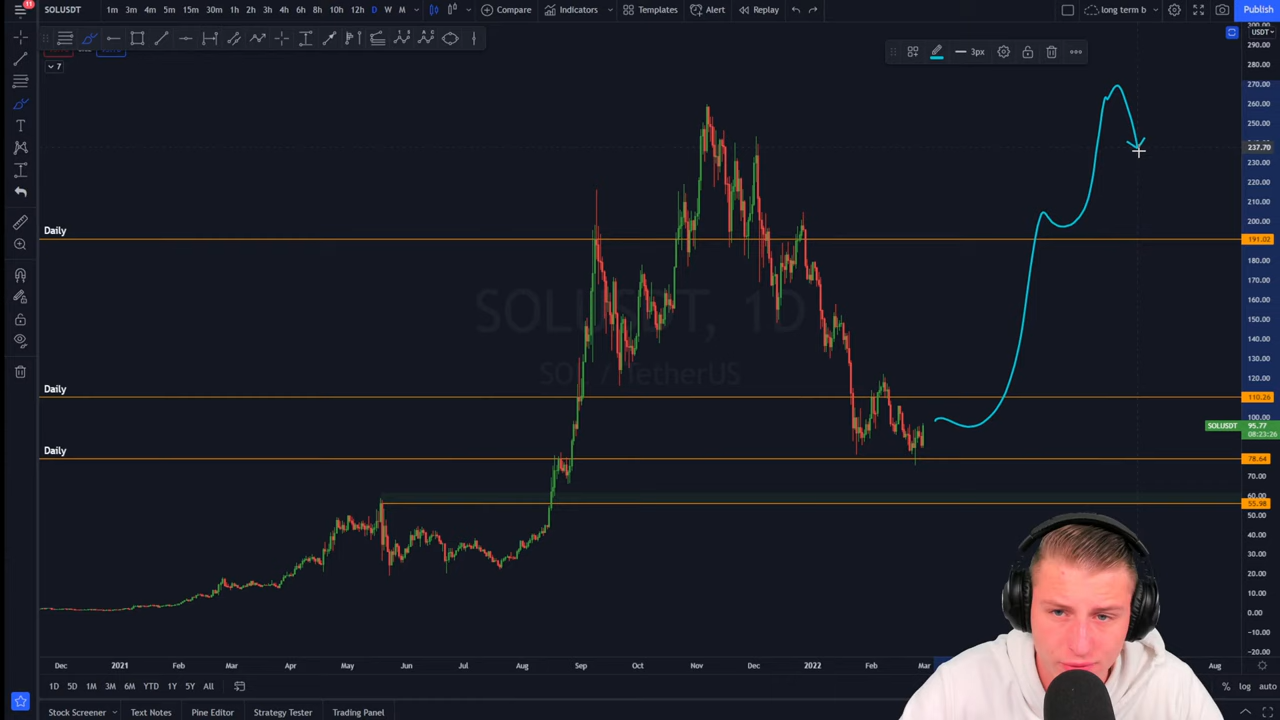 SOLUSDT 1m 3m 5m 15m 30m 1h 2h 3h 4h 6h 8h 10h 12h D W M Compare Indicators Templates Alert Replay long term b Publish
11
3px
7
USDT
290.00
280.00
270.00
260.00
250.00
237.70
230.00
220.00
210.00
200.00
Daily
191.02
180.00
170.00
160.00
150.00
140.00
130.00
120.00
SOLUSDT, 1D
SOL / TetherUS
Daily
110.26
100.00
SOLUSDT 95.77
08:23:26
Daily
78.64
70.00
60.00
55.98
50.00
40.00
30.00
20.00
10.00
0.00
-10.00
-20.00
Dec 2021 Feb Mar Apr May Jun Jul Aug Sep Oct Nov Dec 2022 Feb Mar Aug
1D 5D 1M 3M 6M YTD 1Y 5Y All % log auto
Stock Screener Text Notes Pine Editor Strategy Tester Trading Panel